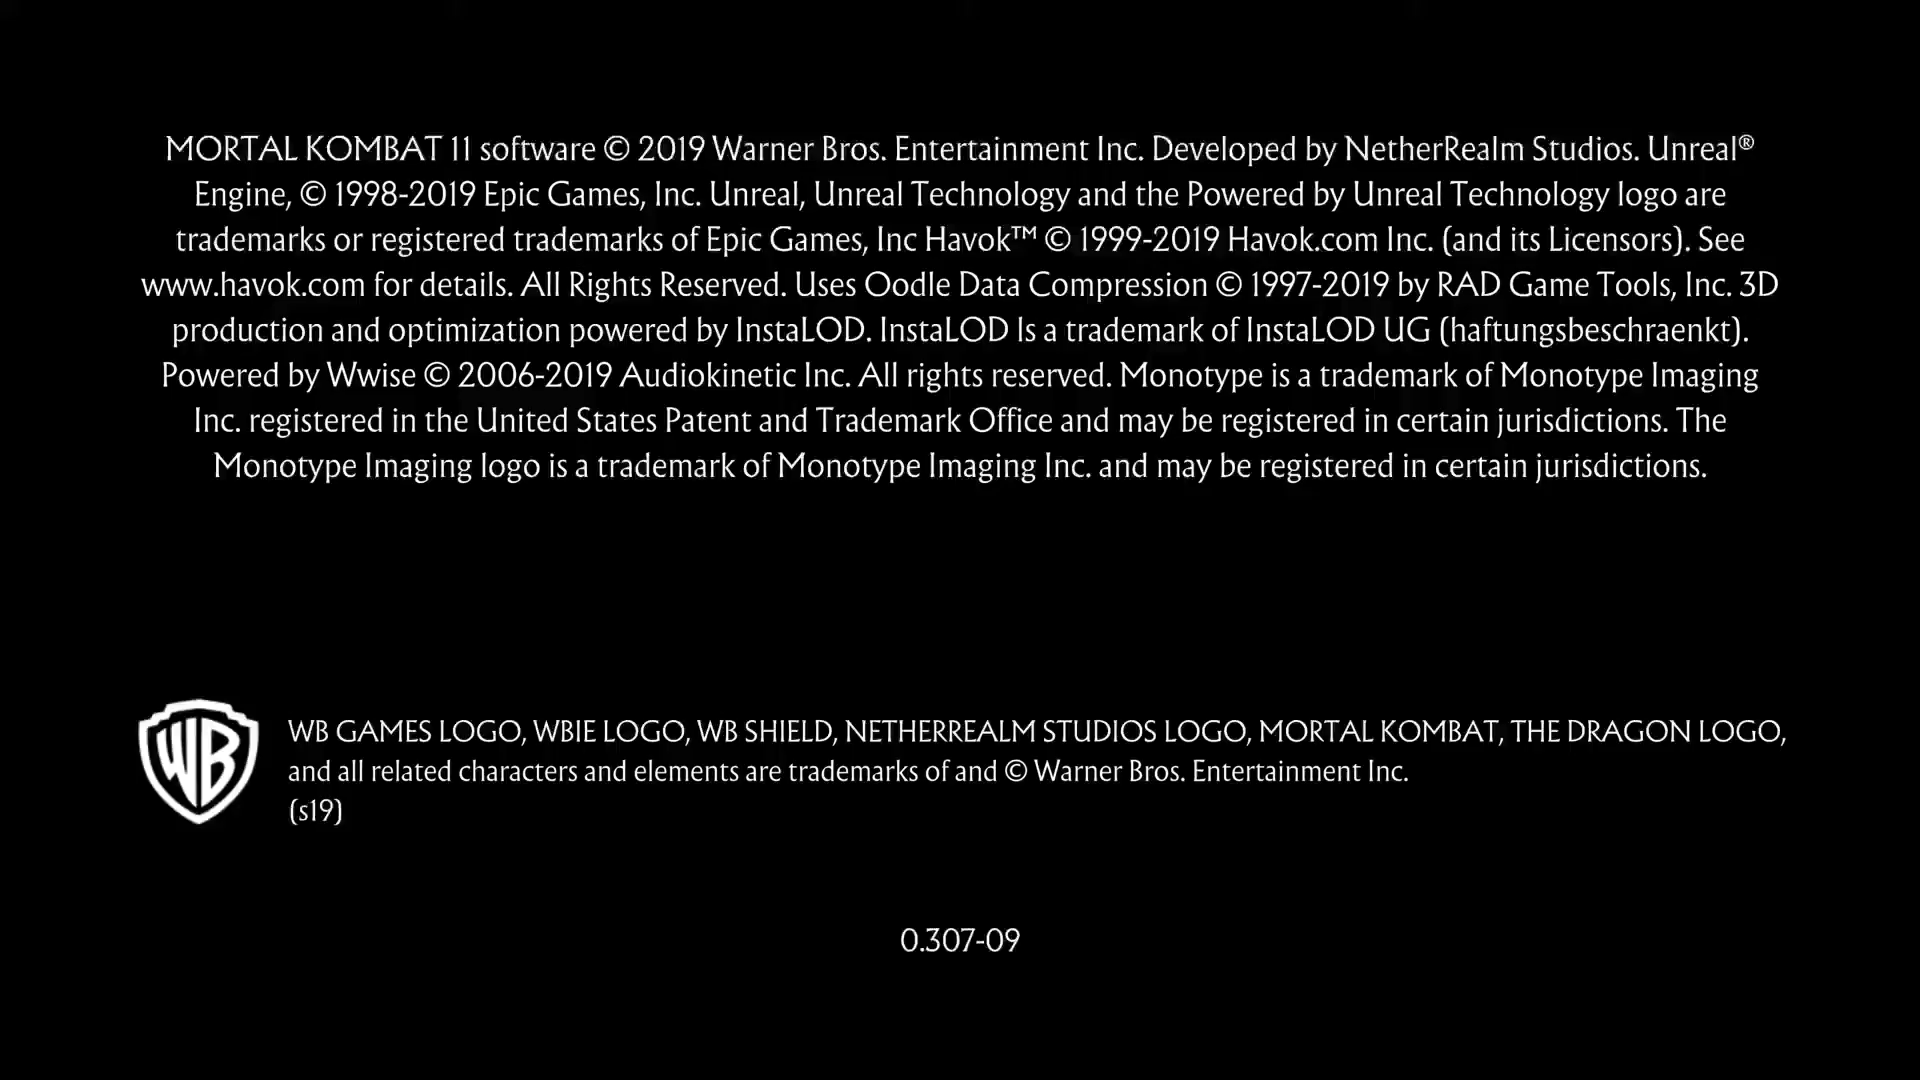 MORTAL KOMBAT 11 software © 2019 Warner Bros. Entertainment Inc. Developed by NetherRealm Studios. Unreal®
Engine, © 1998-2019 Epic Games, Inc. Unreal, Unreal Technology and the Powered by Unreal Technology logo are
trademarks or registered trademarks of Epic Games, Inc Havok™ © 1999-2019 Havok.com Inc. (and its Licensors). See
www.havok.com for details. All Rights Reserved. Uses Oodle Data Compression © 1997-2019 by RAD Game Tools, Inc. 3D
production and optimization powered by InstaLOD. InstaLOD Is a trademark of InstaLOD UG (haftungsbeschraenkt).
Powered by Wwise © 2006-2019 Audiokinetic Inc. All rights reserved. Monotype is a trademark of Monotype Imaging
Inc. registered in the United States Patent and Trademark Office and may be registered in certain jurisdictions. The
Monotype Imaging logo is a trademark of Monotype Imaging Inc. and may be registered in certain jurisdictions.
WB
WB GAMES LOGO, WBIE LOGO, WB SHIELD, NETHERREALM STUDIOS LOGO, MORTAL KOMBAT, THE DRAGON LOGO,
and all related characters and elements are trademarks of and © Warner Bros. Entertainment Inc.
(s19)
0.307-09